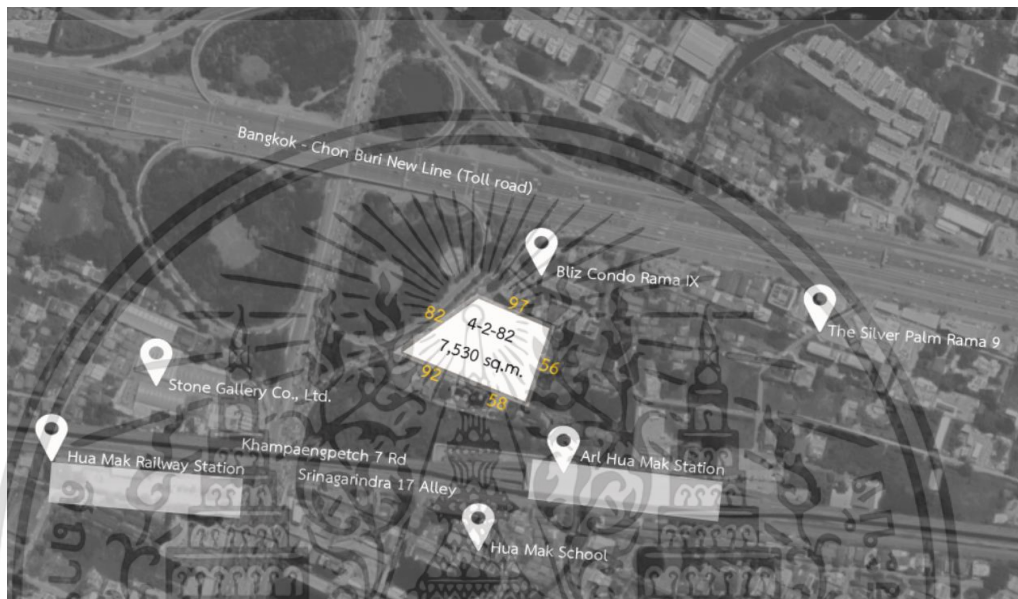 Bangkok - Chon Buri New Line (Toll road)
Bliz Condo Rama IX
97
82
4-2-82
7,530 sq.m.
The Silver Palm Rama 9
56
92
58
Stone Gallery Co., Ltd.
Khampaengpetch 7 Rd
Hua Mak Railway Station
Arl Hua Mak Station
Srinagarindra 17 Alley
Hua Mak School